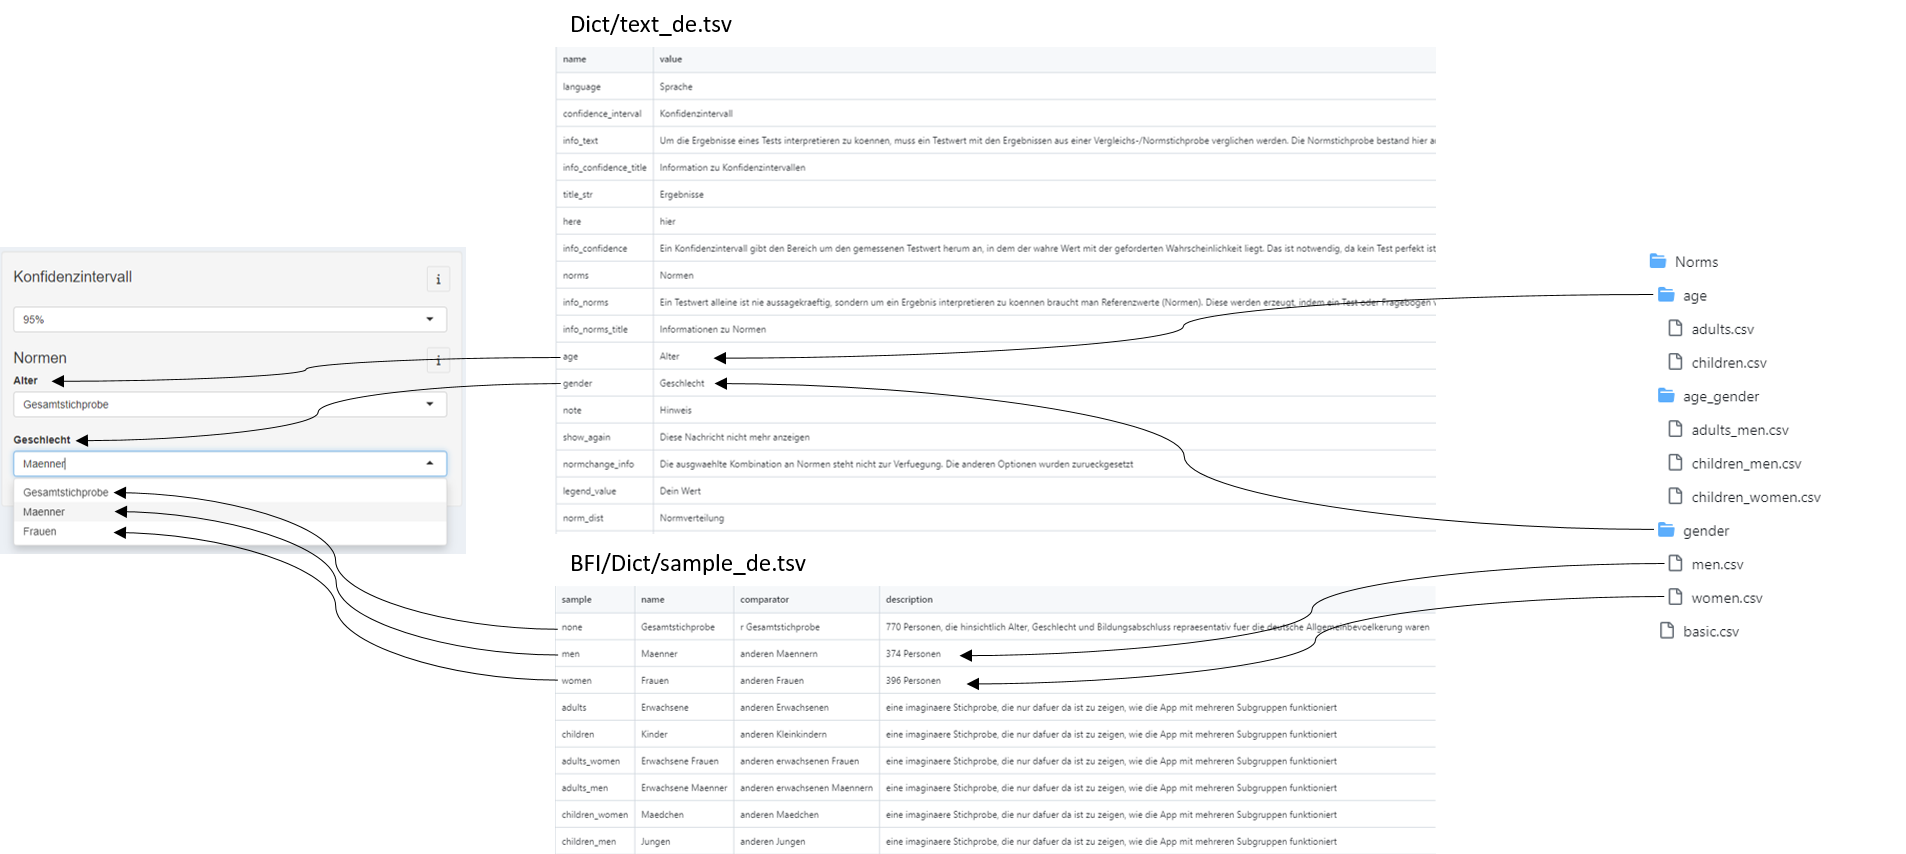 Dict/text_de.tsv
name value
language Sprache
confidence_interval Konfidenzintervall
info_text Um die Ergebnisse eines Tests interpretieren zu koennen, muss ein Testwert mit den Ergebnissen aus einer Vergleichs-/Normstichprobe verglichen werden. Die Normstichprobe bestand hier
info_confidence_title Information zu Konfidenzintervallen
title_str Ergebnisse
here hier
info_confidence Ein Konfidenzintervall gibt den Bereich um den gemessenen Testwert herum an, in dem der wahre Wert mit der geforderten Wahrscheinlichkeit liegt. Das ist notwendig, da kein Test perfekt ist
norms Normen
info_norms Ein Testwert alleine ist nie aussagekraeftig, sondern um ein Ergebnis interpretieren zu koennen braucht man Referenzwerte (Normen). Diese werden erzeugt, indem ein Test oder Fragebogen
info_norms_title Informationen zu Normen
age Alter
gender Geschlecht
note Hinweis
show_again Diese Nachricht nicht mehr anzeigen
normchange_info Die ausgwaehlte Kombination an Normen steht nicht zur Verfuegung. Die anderen Optionen wurden zurueckgesetzt
legend_value Dein Wert
norm_dist Normverteilung
Konfidenzintervall i
95%
Normen i
Alter
Gesamtstichprobe
Geschlecht
Maenner
Gesamtstichprobe
Maenner
Frauen
BFI/Dict/sample_de.tsv
sample name comparator description
none Gesamtstichprobe r Gesamtstichprobe 770 Personen, die hinsichtlich Alter, Geschlecht und Bildungsabschluss repraesentativ fuer die deutsche Allgemeinbevoelkerung waren
men Maenner anderen Maennern 374 Personen
women Frauen anderen Frauen 396 Personen
adults Erwachsene anderen Erwachsenen eine imaginaere Stichprobe, die nur dafuer da ist zu zeigen, wie die App mit mehreren Subgruppen funktioniert
children Kinder anderen Kleinkindern eine imaginaere Stichprobe, die nur dafuer da ist zu zeigen, wie die App mit mehreren Subgruppen funktioniert
adults_women Erwachsene Frauen anderen erwachsenen Frauen eine imaginaere Stichprobe, die nur dafuer da ist zu zeigen, wie die App mit mehreren Subgruppen funktioniert
adults_men Erwachsene Maenner anderen erwachsenen Maennern eine imaginaere Stichprobe, die nur dafuer da ist zu zeigen, wie die App mit mehreren Subgruppen funktioniert
children_women Maedchen anderen Maedchen eine imaginaere Stichprobe, die nur dafuer da ist zu zeigen, wie die App mit mehreren Subgruppen funktioniert
children_men Jungen anderen Jungen eine imaginaere Stichprobe, die nur dafuer da ist zu zeigen, wie die App mit mehreren Subgruppen funktioniert
Norms
age
adults.csv
children.csv
age_gender
adults_men.csv
children_men.csv
children_women.csv
gender
men.csv
women.csv
basic.csv